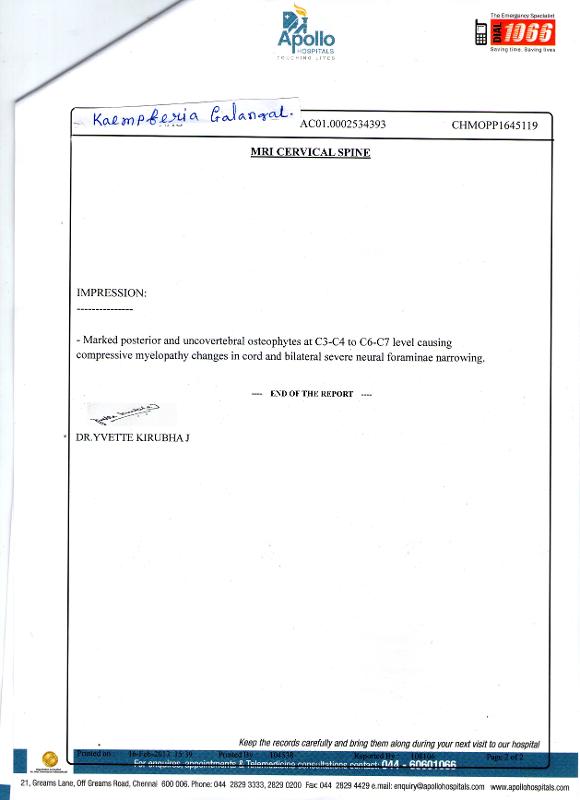 Apollo
HOSPITALS
TOUCHING LIVES
The Emergency Specialist
DIAL 1066
Saving time. Saving lives
Kaempferia Galangal.
AC01.0002534393 CHMOPP1645119
MRI CERVICAL SPINE
IMPRESSION:
---------------
- Marked posterior and uncovertebral osteophytes at C3-C4 to C6-C7 level causing
compressive myelopathy changes in cord and bilateral severe neural foraminae narrowing.
---- END OF THE REPORT ----
DR.YVETTE KIRUBHA J
Keep the records carefully and bring them along during your next visit to our hospital
Printed on : 16-Feb-2017 15:39 Printed By : 104338 Reported By : Page 2 of 2
For enquires, appointments & Telemedicine consultations contact: 044 - 60601066
21, Greams Lane, Off Greams Road, Chennai 600 006. Phone: 044 2829 3333, 2829 0200 Fax: 044 2829 4429 e.mail: enquiry@apollohospitals.com www.apollohospitals.com